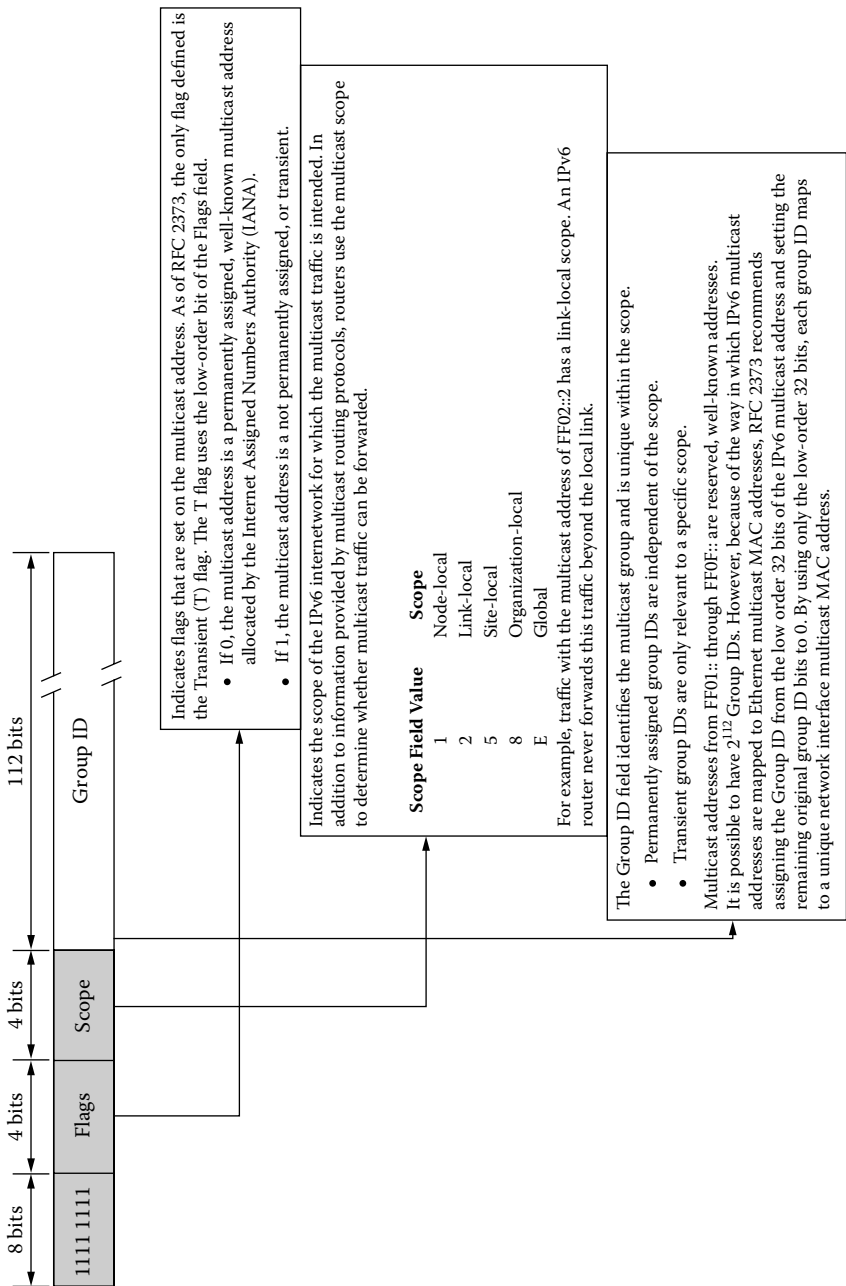 8 bits
4 bits
4 bits
112 bits
1111 1111
Flags
Scope
Group ID
Indicates flags that are set on the multicast address. As of RFC 2373, the only flag defined is
the Transient (T) flag. The T flag uses the low-order bit of the Flags field.
• If 0, the multicast address is a permanently assigned, well-known multicast address
allocated by the Internet Assigned Numbers Authority (IANA).
• If 1, the multicast address is a not permanently assigned, or transient.
Indicates the scope of the IPv6 internetwork for which the multicast traffic is intended. In
addition to information provided by multicast routing protocols, routers use the multicast scope
to determine whether multicast traffic can be forwarded.
Scope Field Value Scope
1 Node-local
2 Link-local
5 Site-local
8 Organization-local
E Global
For example, traffic with the multicast address of FF02::2 has a link-local scope. An IPv6
router never forwards this traffic beyond the local link.
The Group ID field identifies the multicast group and is unique within the scope.
• Permanently assigned group IDs are independent of the scope.
• Transient group IDs are only relevant to a specific scope.
Multicast addresses from FF01:: through FF0F:: are reserved, well-known addresses.
It is possible to have 2¹¹² Group IDs. However, because of the way in which IPv6 multicast
addresses are mapped to Ethernet multicast MAC addresses, RFC 2373 recommends
assigning the Group ID from the low order 32 bits of the IPv6 multicast address and setting the
remaining original group ID bits to 0. By using only the low-order 32 bits, each group ID maps
to a unique network interface multicast MAC address.